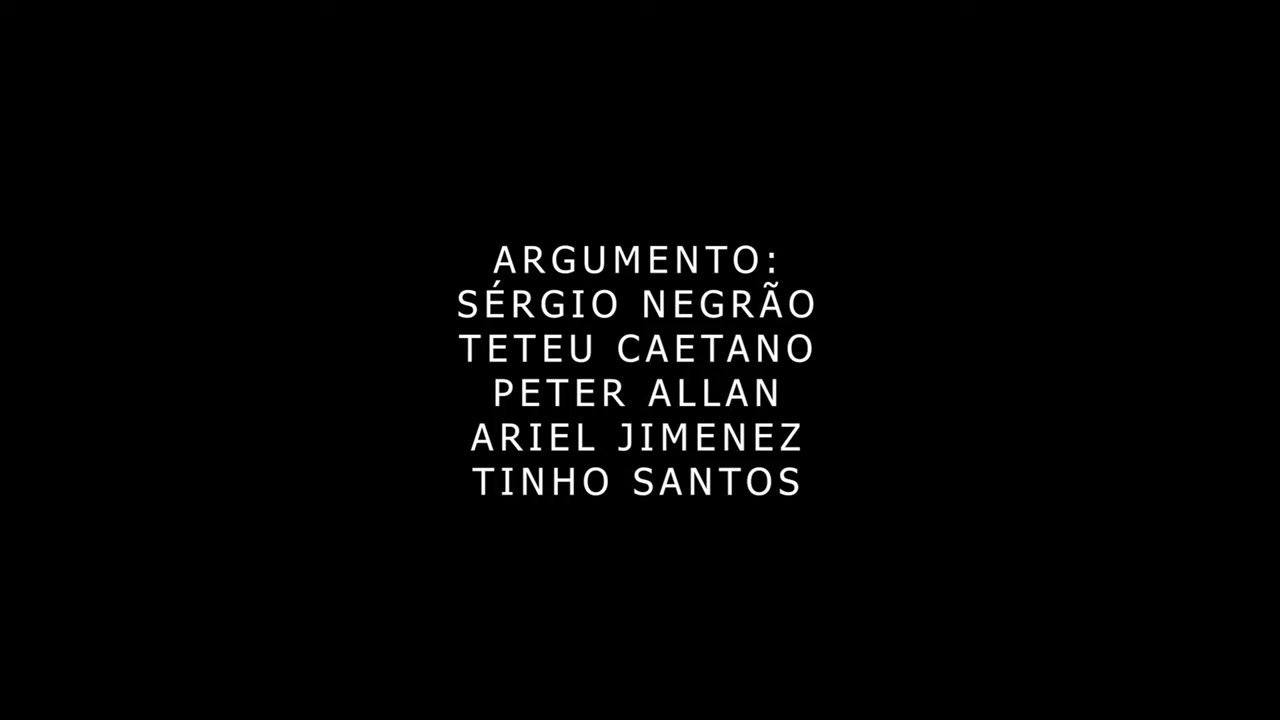 ARGUMENTO:
SÉRGIO NEGRÃO
TETEU CAETANO
PETER ALLAN
ARIEL JIMENEZ
TINHO SANTOS